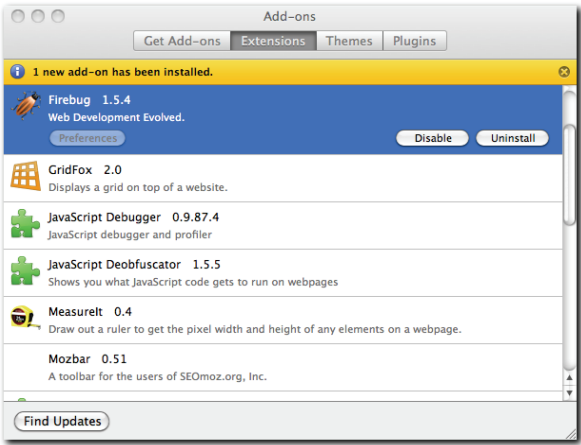 Add-ons
Get Add-ons Extensions Themes Plugins
1 new add-on has been installed.
Firebug 1.5.4
Web Development Evolved.
Preferences Disable Uninstall
GridFox 2.0
Displays a grid on top of a website.
JavaScript Debugger 0.9.87.4
JavaScript debugger and profiler
JavaScript Deobfuscator 1.5.5
Shows you what JavaScript code gets to run on webpages
MeasureIt 0.4
Draw out a ruler to get the pixel width and height of any elements on a webpage.
Mozbar 0.51
A toolbar for the users of SEOmoz.org, Inc.
Find Updates